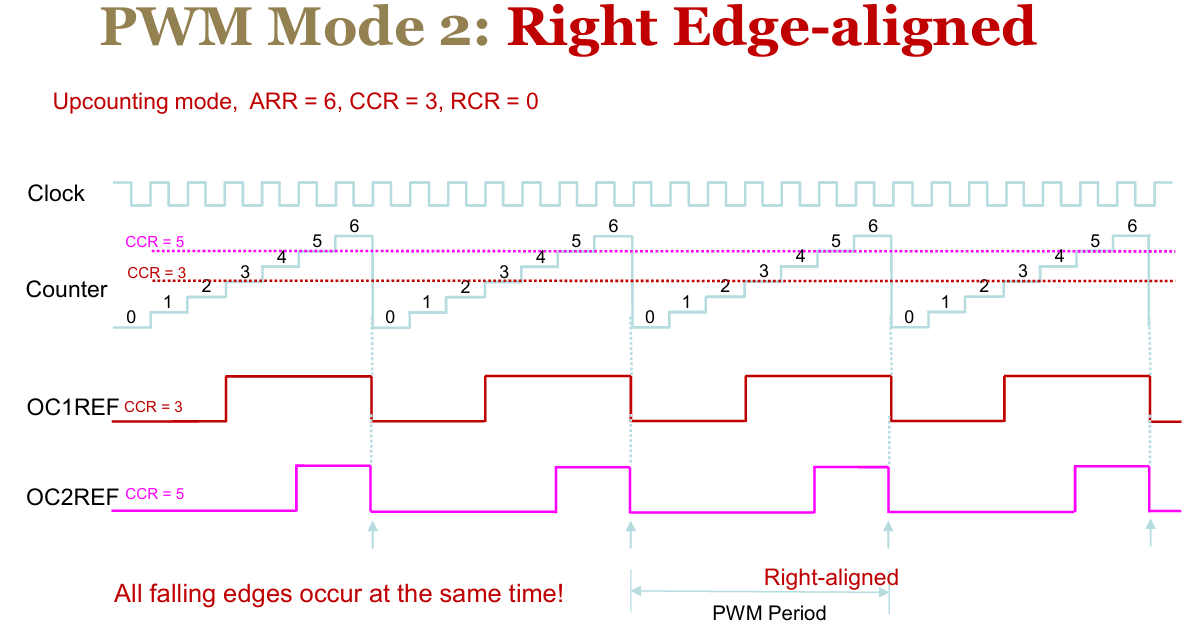 PWM Mode 2: Right Edge-aligned
Upcounting mode,  ARR = 6, CCR = 3, RCR = 0
Clock
CCR = 5
CCR = 3
Counter
0 1 2 3 4 5 6 0 1 2 3 4 5 6 0 1 2 3 4 5 6 0 1 2 3 4 5 6
OC1REF CCR = 3
OC2REF CCR = 5
All falling edges occur at the same time!
Right-aligned
PWM Period